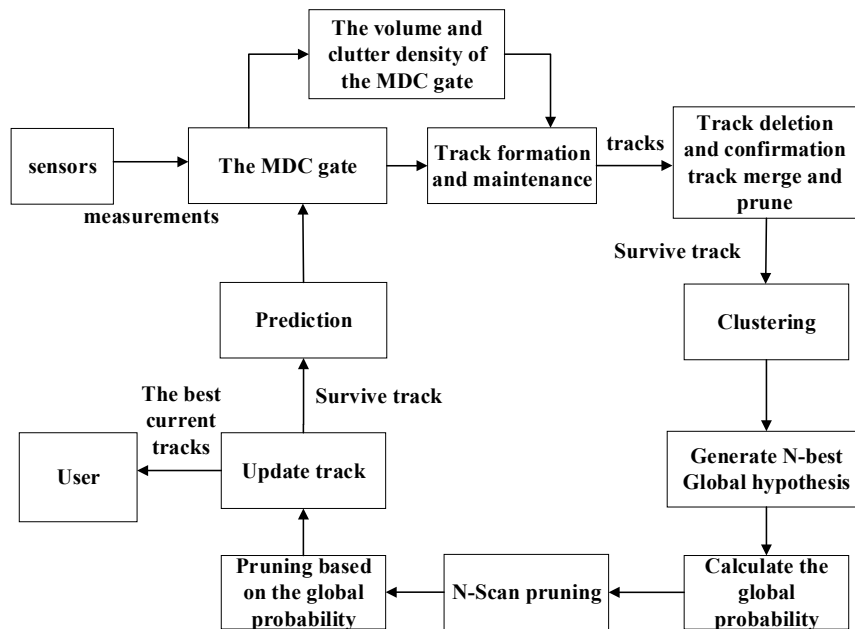 The volume and
clutter density of
the MDC gate
sensors
measurements
The MDC gate
Track formation
and maintenance
tracks
Track deletion
and confirmation
track merge and
prune
Survive track
Clustering
Generate N-best
Global hypothesis
Calculate the
global
probability
N-Scan pruning
Pruning based
on the global
probability
Update track
The best
current
tracks
User
Survive track
Prediction